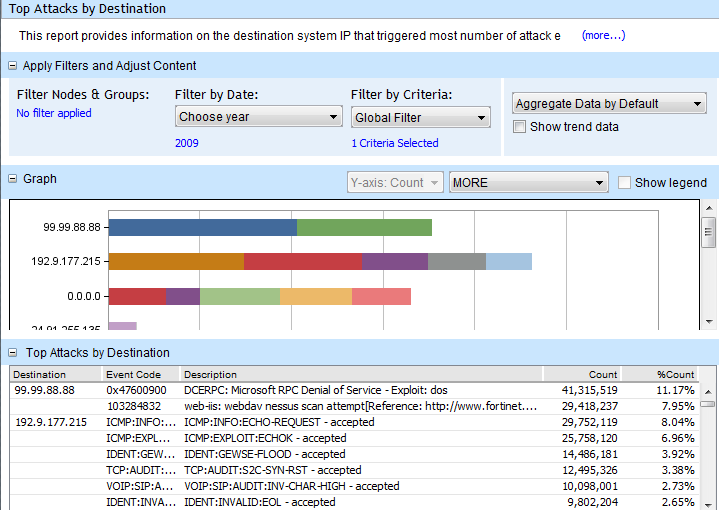 Top Attacks by Destination
This report provides information on the destination system IP that triggered most number of attack e (more...)
Apply Filters and Adjust Content
Filter Nodes & Groups: Filter by Date: Filter by Criteria:
Choose year Global Filter Aggregate Data by Default
No filter applied
Show trend data
2009 1 Criteria Selected
Graph Y-axis: Count MORE Show legend
99.99.88.88
192.9.177.215
0.0.0.0
24.91.255.135
Top Attacks by Destination
Destination Event Code Description Count %Count
99.99.88.88 0x47600900 DCERPC: Microsoft RPC Denial of Service - Exploit: dos 41,315,519 11.17%
103284832 web-iis: webdav nessus scan attempt[Reference: http://www.fortinet.... 29,418,237 7.95%
192.9.177.215 ICMP:INFO:... ICMP:INFO:ECHO-REQUEST - accepted 29,752,119 8.04%
ICMP:EXPL... ICMP:EXPLOIT:ECHOK - accepted 25,758,120 6.96%
IDENT:GEW... IDENT:GEWSE-FLOOD - accepted 14,486,181 3.92%
TCP:AUDIT:... TCP:AUDIT:S2C-SYN-RST - accepted 12,495,326 3.38%
VOIP:SIP:A... VOIP:SIP:AUDIT:INV-CHAR-HIGH - accepted 10,098,001 2.73%
IDENT:INVA... IDENT:INVALID:EOL - accepted 9,802,204 2.65%